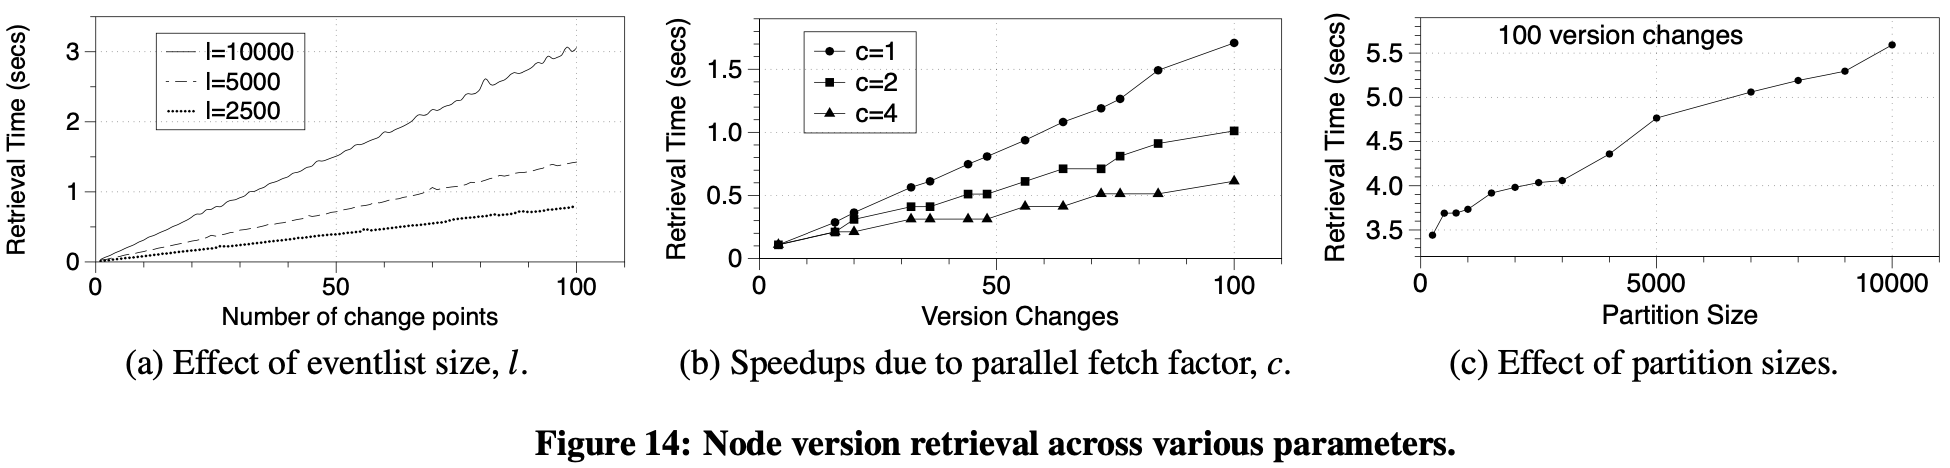 Retrieval Time (secs)
3
2
1
0
l=10000
l=5000
l=2500
0 50 100
Number of change points
(a) Effect of eventlist size, l.
Retrieval Time (secs)
1.5
1.0
0.5
0
c=1
c=2
c=4
0 50 100
Version Changes
(b) Speedups due to parallel fetch factor, c.
Retrieval Time (secs)
100 version changes
5.5
5.0
4.5
4.0
3.5
0 5000 10000
Partition Size
(c) Effect of partition sizes.
Figure 14: Node version retrieval across various parameters.